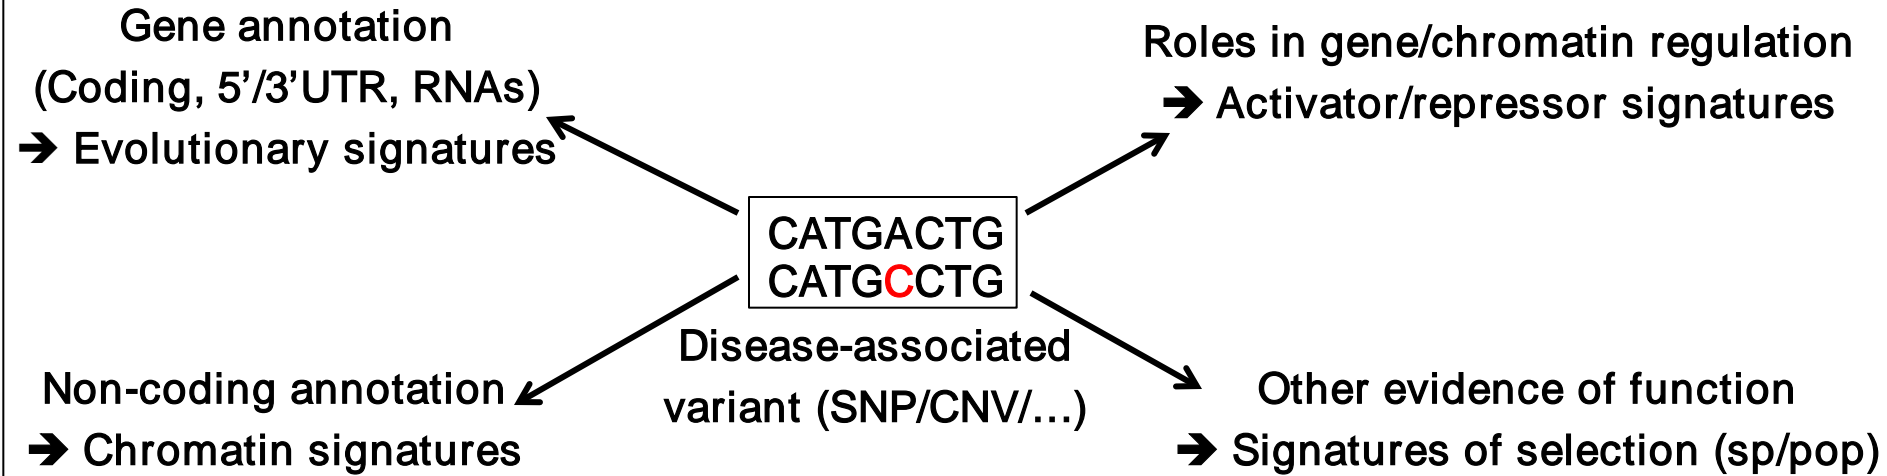 Gene annotation
(Coding, 5’/3’UTR, RNAs)
➔ Evolutionary signatures
Roles in gene/chromatin regulation
➔ Activator/repressor signatures
CATGACTG
CATGCCTG
Disease-associated
variant (SNP/CNV/…)
Non-coding annotation
➔ Chromatin signatures
Other evidence of function
➔ Signatures of selection (sp/pop)